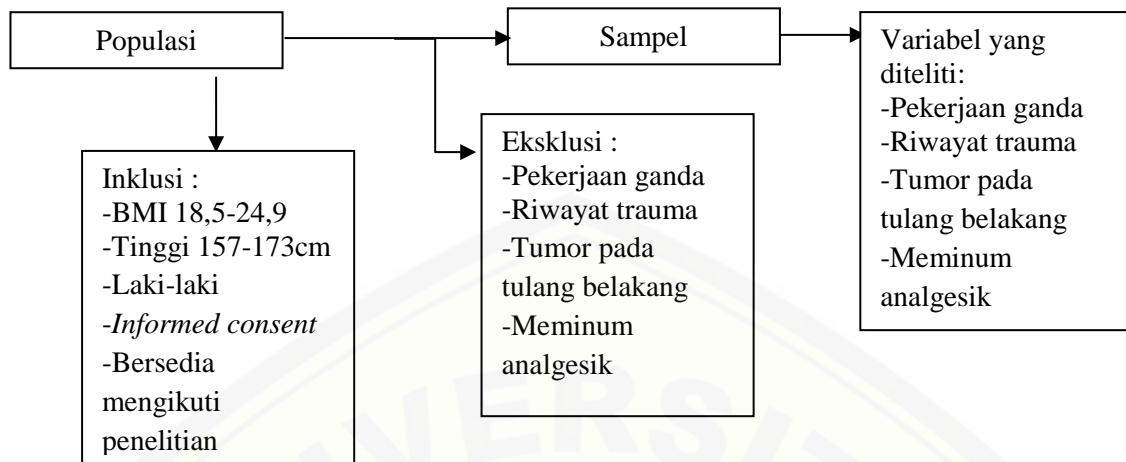 Populasi
Sampel
Variabel yang
diteliti:
-Pekerjaan ganda
-Riwayat trauma
-Tumor pada
tulang belakang
-Meminum
analgesik
Eksklusi :
-Pekerjaan ganda
-Riwayat trauma
-Tumor pada
tulang belakang
-Meminum
analgesik
Inklusi :
-BMI 18,5-24,9
-Tinggi 157-173cm
-Laki-laki
-Informed consent
-Bersedia
mengikuti
penelitian